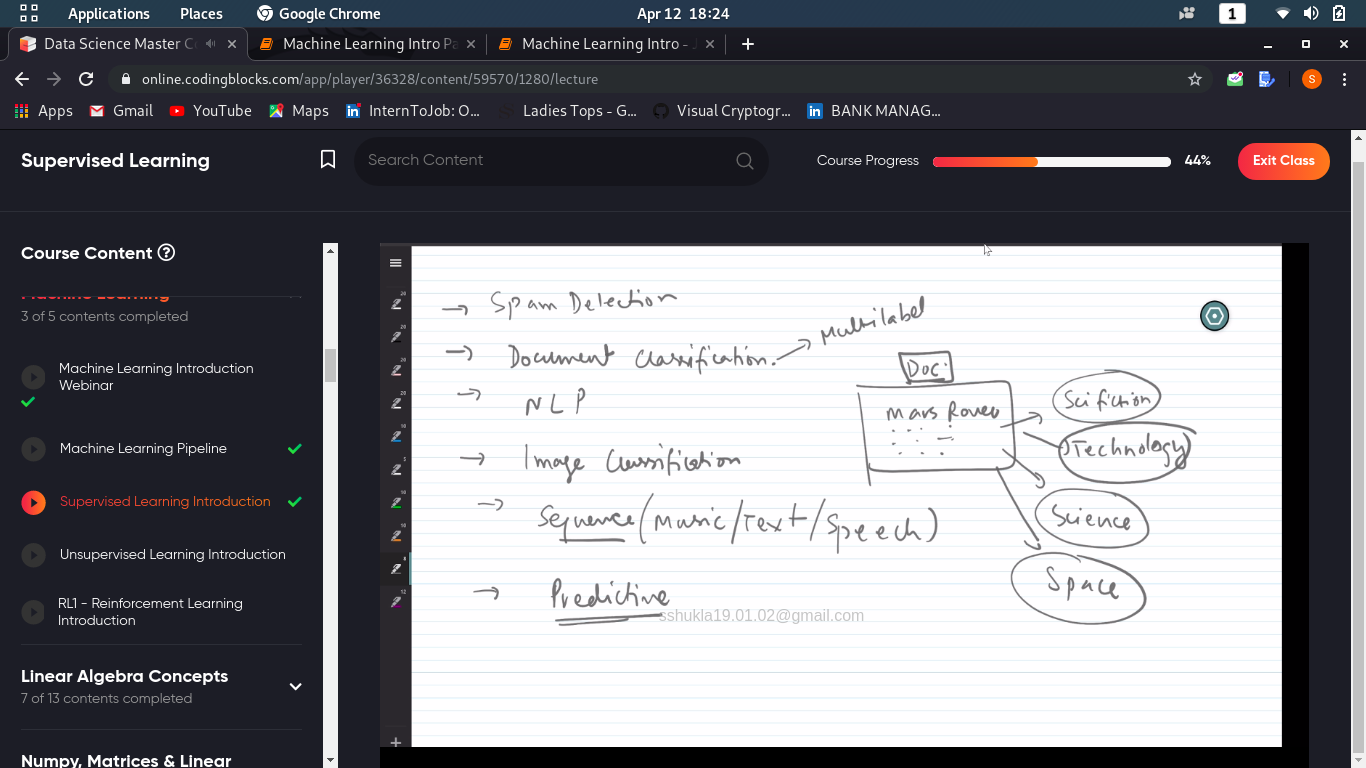 Applications Places Google Chrome Apr 12 18:24 1
Data Science Master Co Machine Learning Intro Pa Machine Learning Intro - J
online.codingblocks.com/app/player/36328/content/59570/1280/lecture S
Apps Gmail YouTube Maps InternToJob: O... Ladies Tops - G... Visual Cryptogr... BANK MANAG...
Supervised Learning Search Content Course Progress 44% Exit Class
Course Content
Machine Learning
3 of 5 contents completed
Machine Learning Introduction
Webinar
Machine Learning Pipeline
Supervised Learning Introduction
Unsupervised Learning Introduction
RL1 - Reinforcement Learning
Introduction
Linear Algebra Concepts
7 of 13 contents completed
Numpy, Matrices & Linear
→ Spam Detection
→ Document Classification. → Multilabel
→ NLP
→ Image Classification
→ Sequence (Music/Text/Speech)
→ Predictive
Doc.
Mars Rover
Sci fiction
Technology
Science
Space
sshukla19.01.02@gmail.com